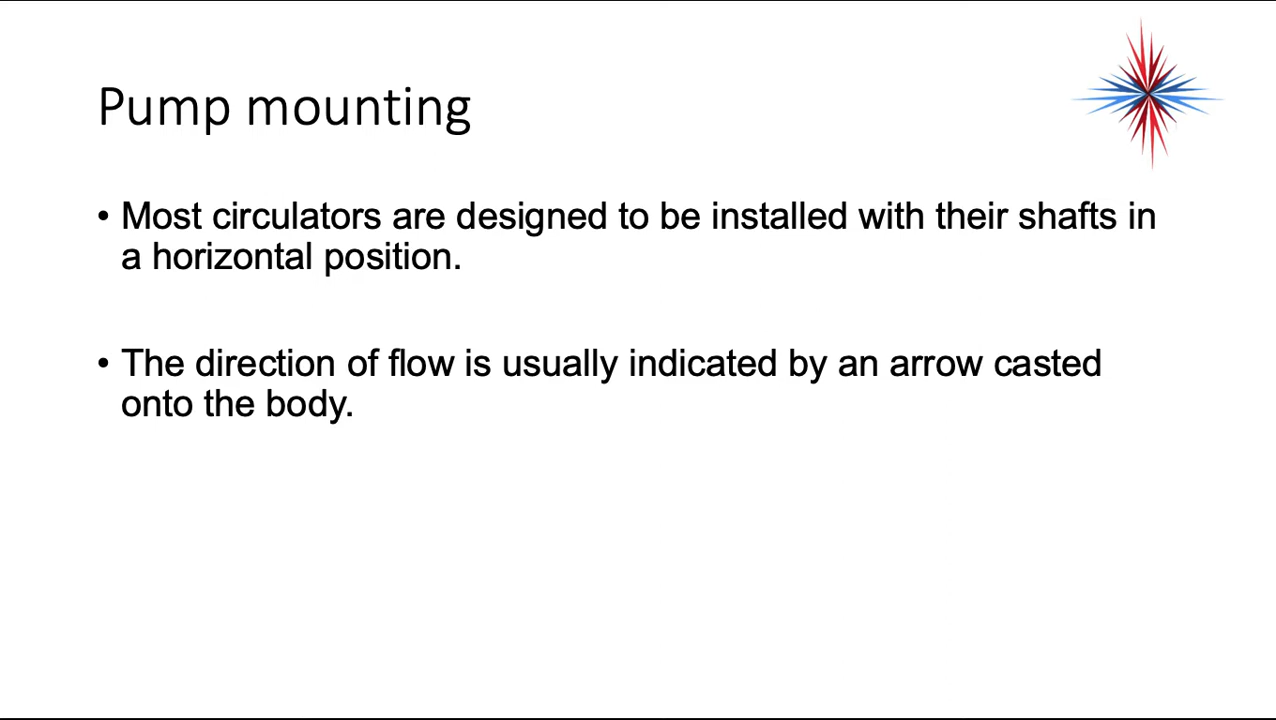 Pump mounting
• Most circulators are designed to be installed with their shafts in
a horizontal position.
• The direction of flow is usually indicated by an arrow casted
onto the body.